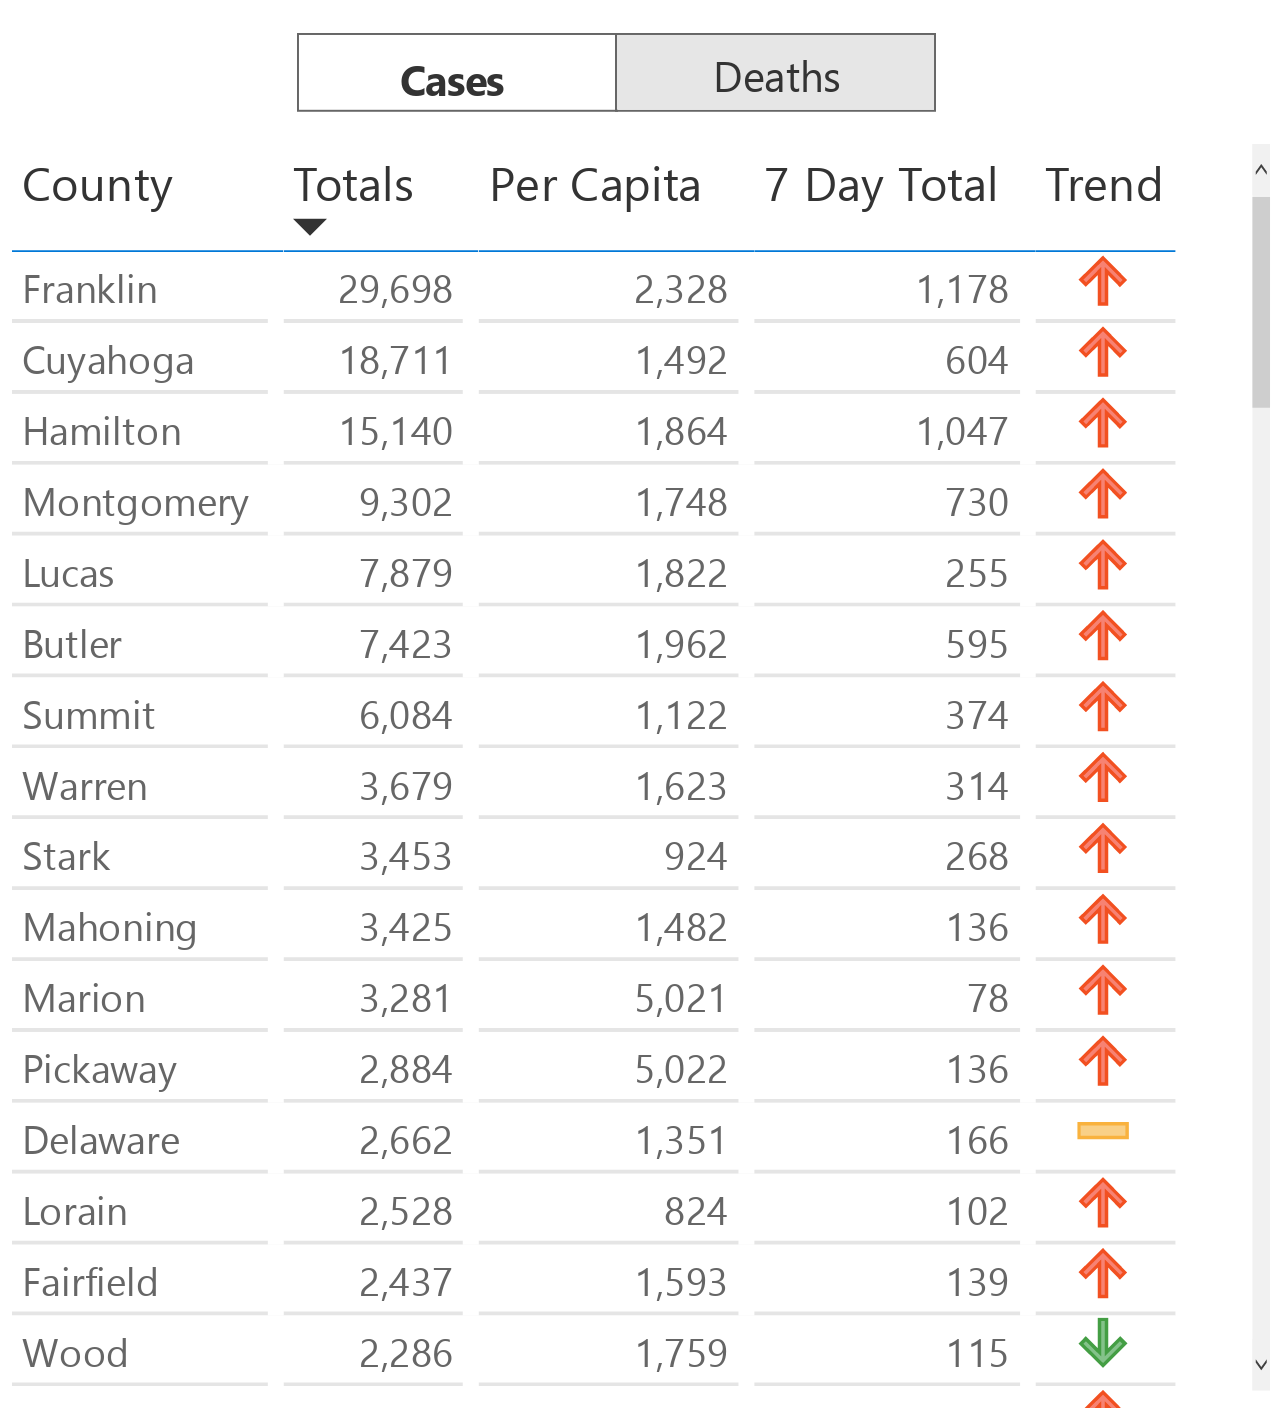 Cases Deaths
County Totals Per Capita 7 Day Total Trend
Franklin 29,698 2,328 1,178
Cuyahoga 18,711 1,492 604
Hamilton 15,140 1,864 1,047
Montgomery 9,302 1,748 730
Lucas 7,879 1,822 255
Butler 7,423 1,962 595
Summit 6,084 1,122 374
Warren 3,679 1,623 314
Stark 3,453 924 268
Mahoning 3,425 1,482 136
Marion 3,281 5,021 78
Pickaway 2,884 5,022 136
Delaware 2,662 1,351 166
Lorain 2,528 824 102
Fairfield 2,437 1,593 139
Wood 2,286 1,759 115